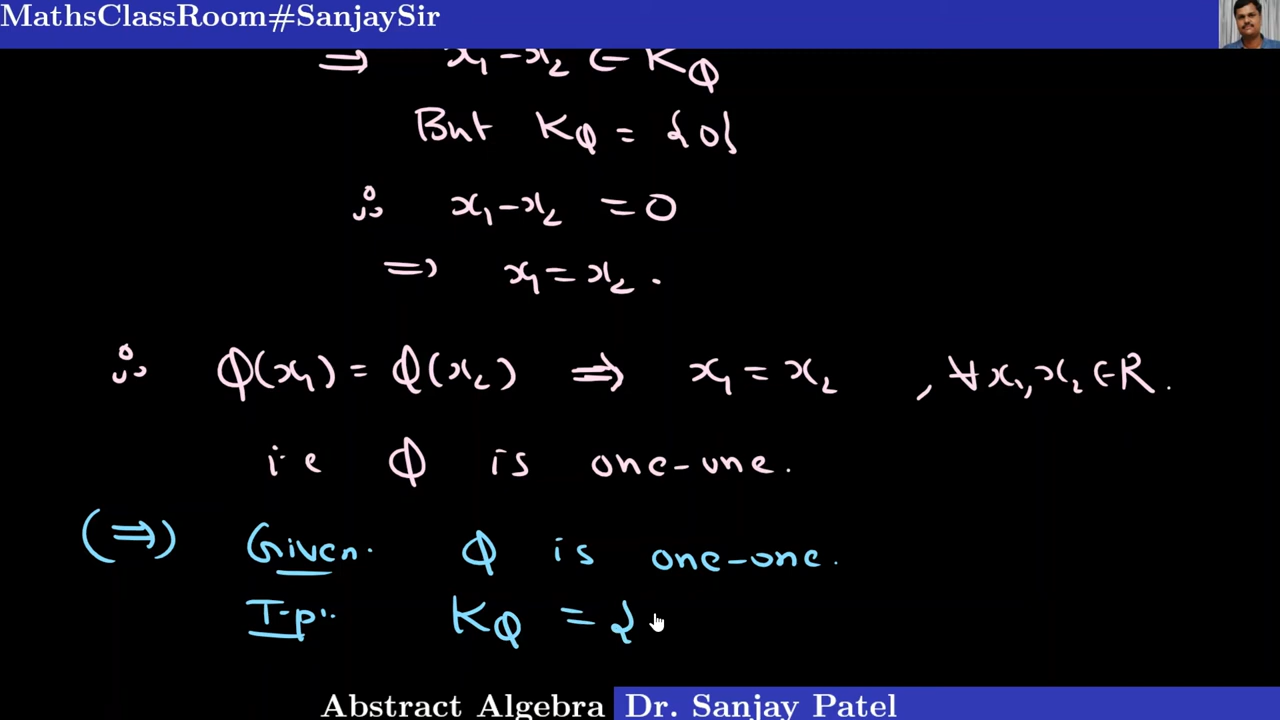 MathsClassRoom#SanjaySir
⇒ x₁-x₂ ∈ Kϕ
But Kϕ = {0}
∴ x₁-x₂ = 0
⇒ x₁ = x₂.
∴ ϕ(x₁) = ϕ(x₂) ⇒ x₁ = x₂ , ∀ x₁, x₂ ∈ R.
i.e ϕ is one-one.
(⇒) Given. ϕ is one-one.
T.p: Kϕ = {
Abstract Algebra Dr. Sanjay Patel